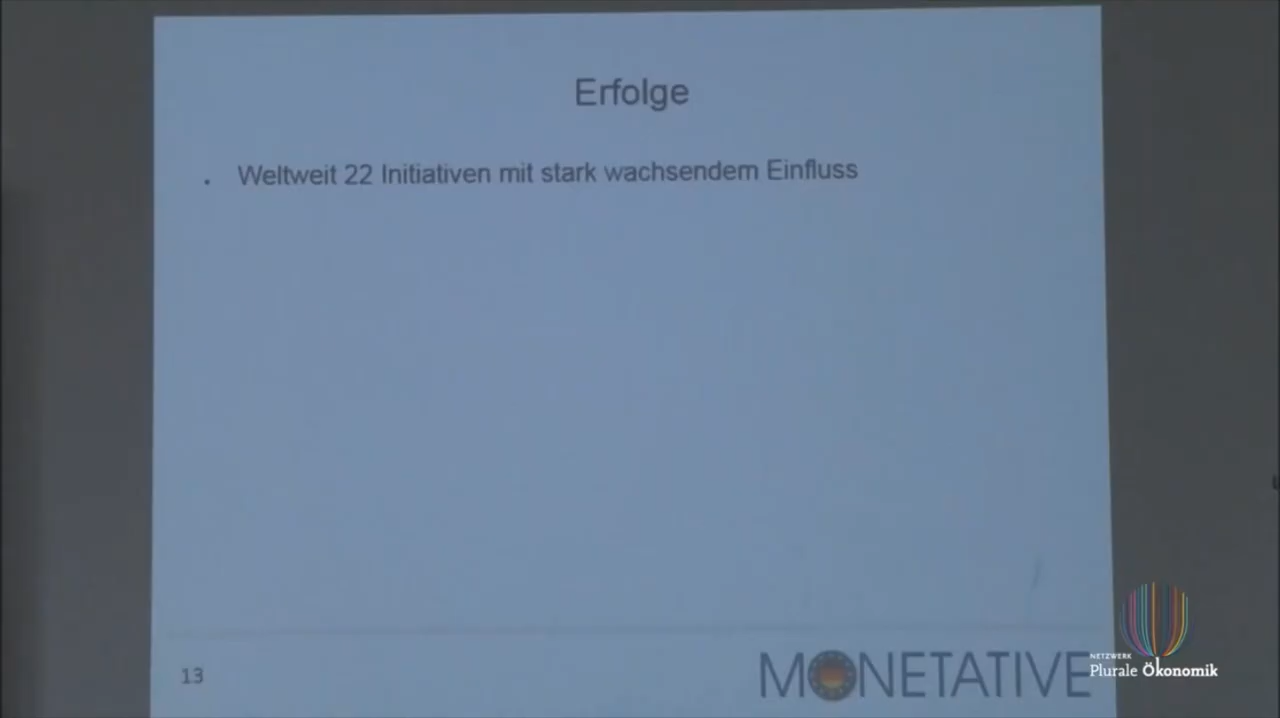 Erfolge
. Weltweit 22 Initiativen mit stark wachsendem Einfluss
13
MONETATIVE
NETZWERK
Plurale Ökonomik